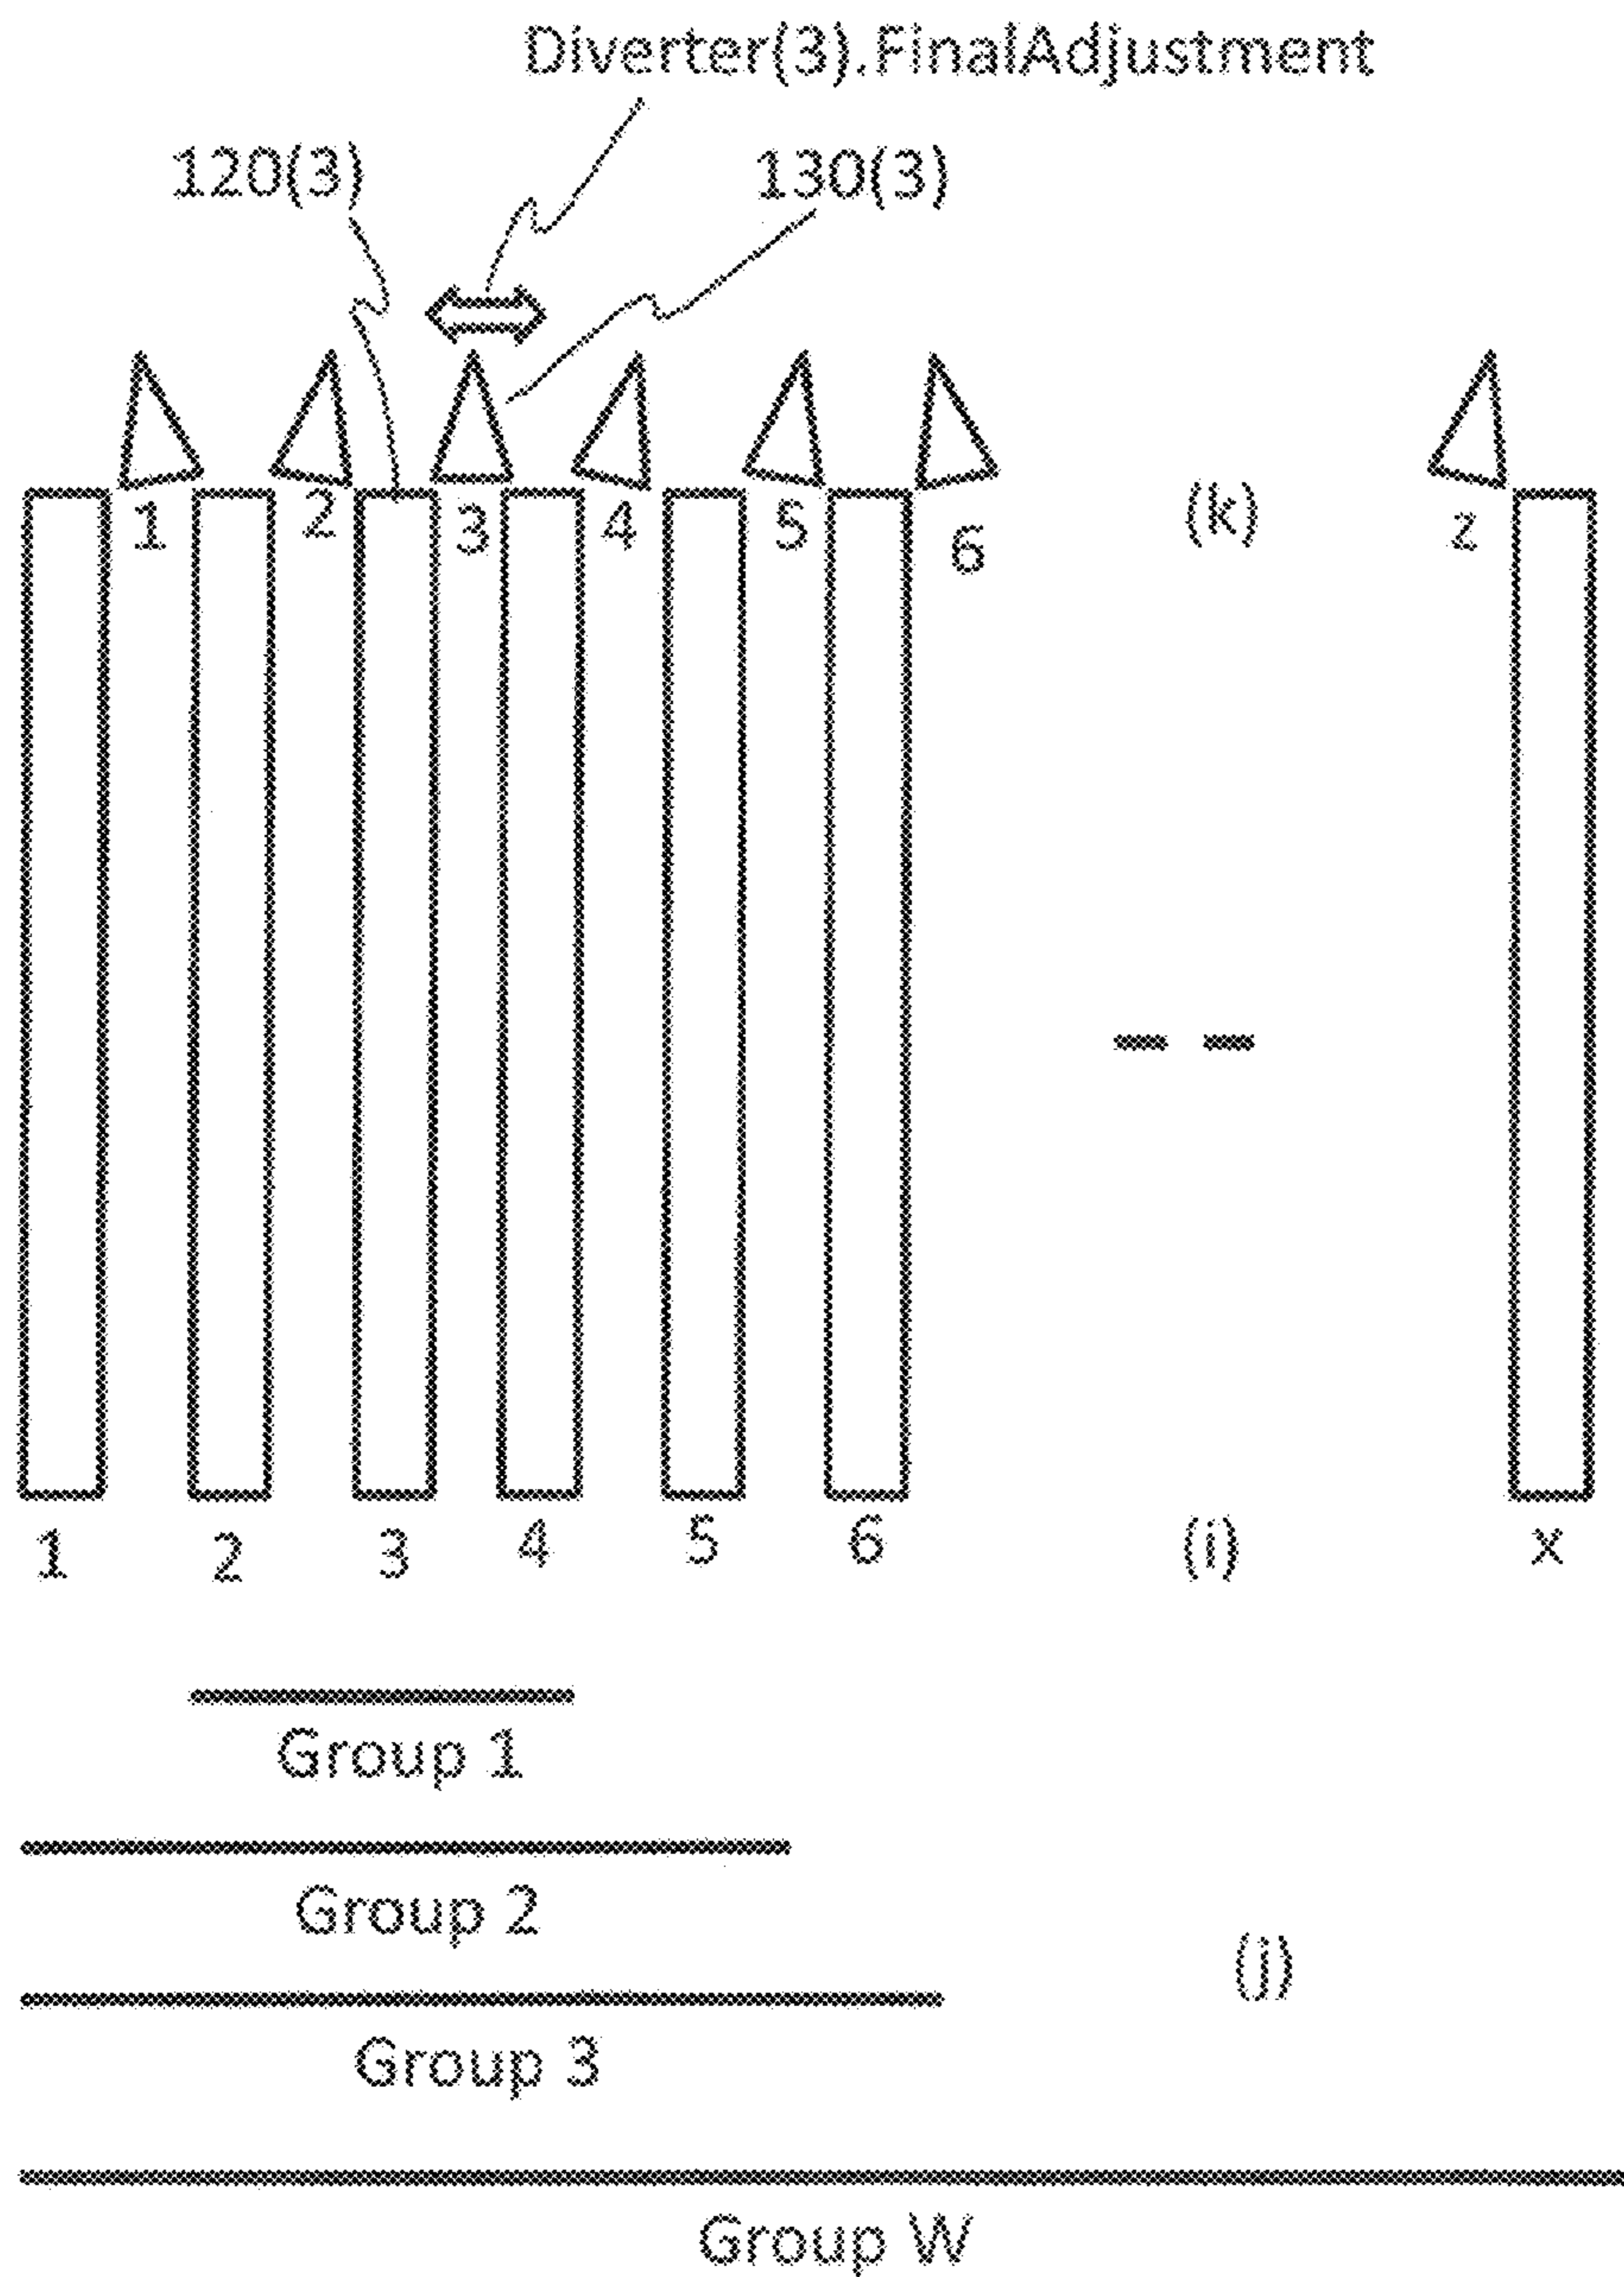 Diverter(3).FinalAdjustment
120(3) 130(3)
1 2 3 4 5 6 (k) z
1 2 3 4 5 6 (i) x
Group 1
Group 2
(j)
Group 3
Group W